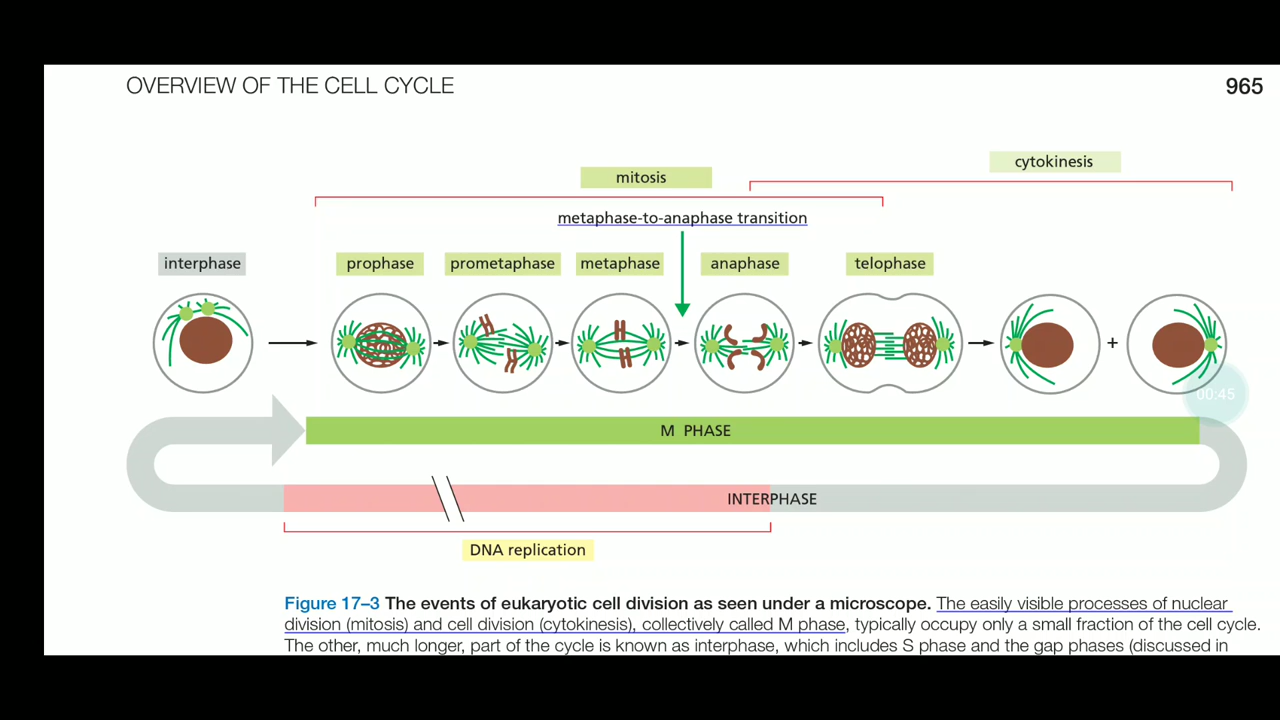 OVERVIEW OF THE CELL CYCLE
965
cytokinesis
mitosis
metaphase-to-anaphase transition
interphase
prophase
prometaphase
metaphase
anaphase
telophase
+
00:45
M PHASE
INTERPHASE
DNA replication
Figure 17–3 The events of eukaryotic cell division as seen under a microscope. The easily visible processes of nuclear
division (mitosis) and cell division (cytokinesis), collectively called M phase, typically occupy only a small fraction of the cell cycle.
The other, much longer, part of the cycle is known as interphase, which includes S phase and the gap phases (discussed in